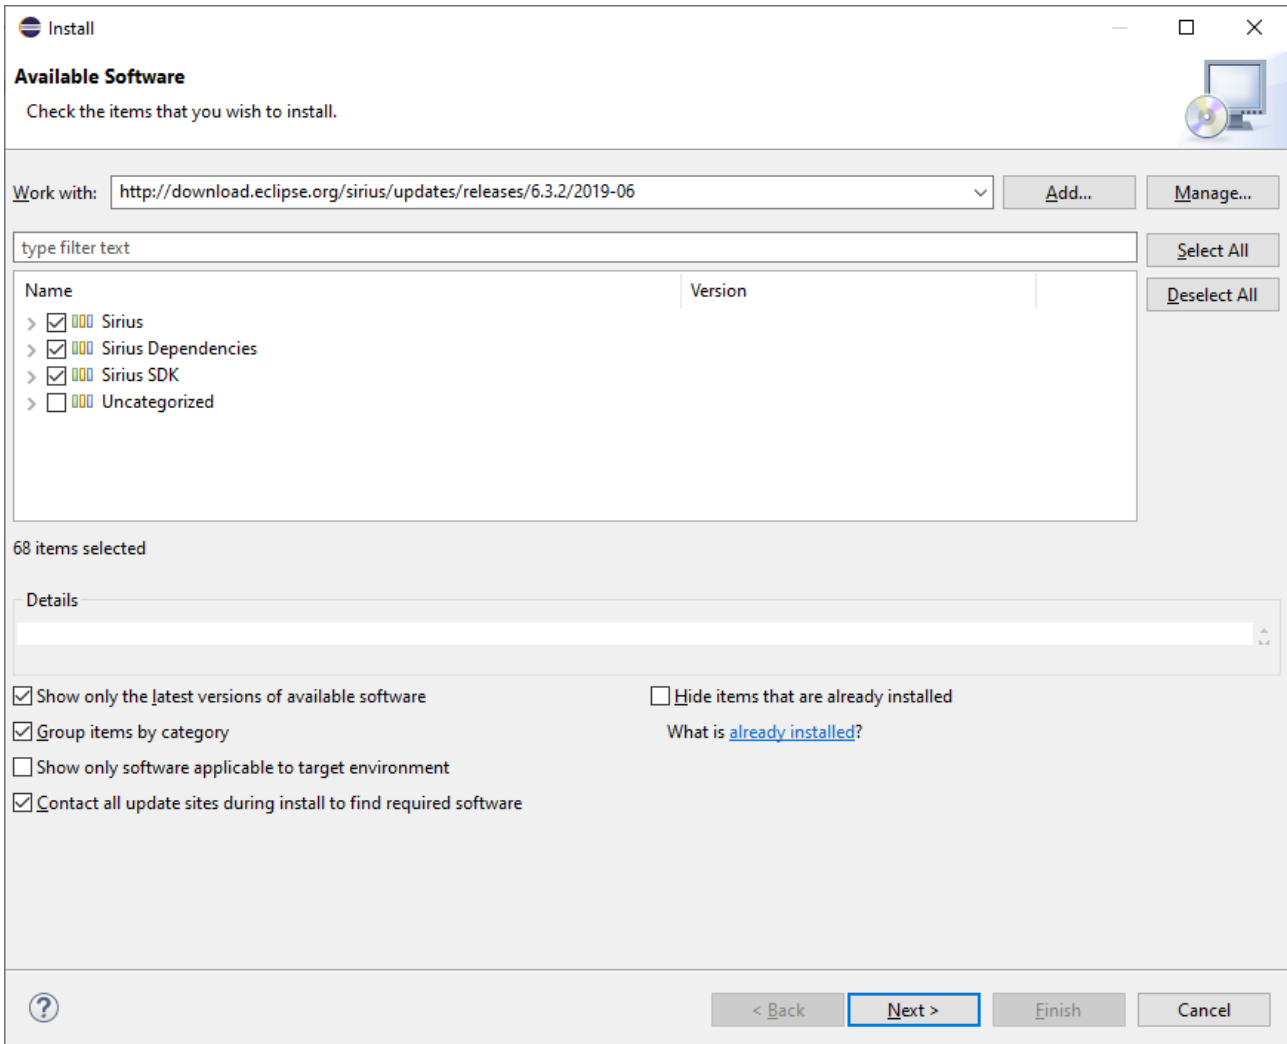 Install
Available Software
Check the items that you wish to install.
Work with: http://download.eclipse.org/sirius/updates/releases/6.3.2/2019-06 Add... Manage...
type filter text Select All
Name Version Deselect All
Sirius
Sirius Dependencies
Sirius SDK
Uncategorized
68 items selected
Details
Show only the latest versions of available software Hide items that are already installed
Group items by category What is already installed?
Show only software applicable to target environment
Contact all update sites during install to find required software
? < Back Next > Finish Cancel